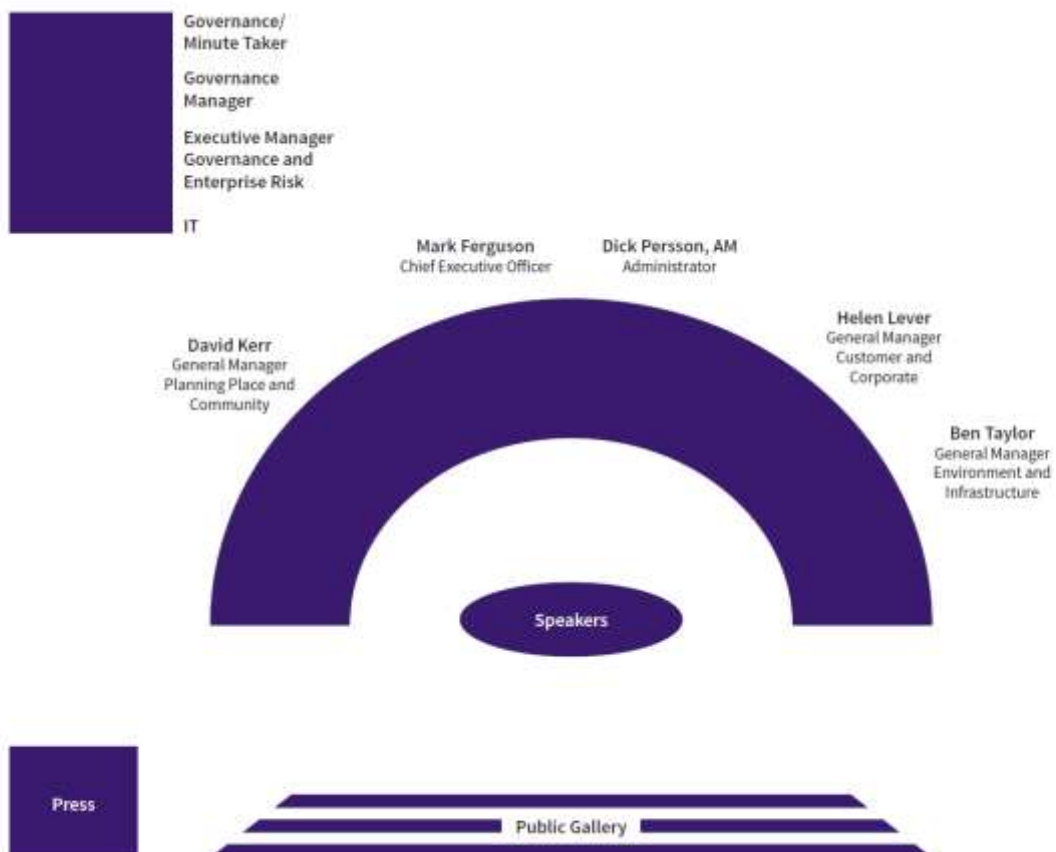 Governance/
Minute Taker
Governance
Manager
Executive Manager
Governance and
Enterprise Risk
IT
Mark Ferguson
Chief Executive Officer
Dick Persson, AM
Administrator
Helen Lever
General Manager
Customer and
Corporate
David Kerr
General Manager
Planning Place and
Community
Ben Taylor
General Manager
Environment and
Infrastructure
Speakers
Press
Public Gallery